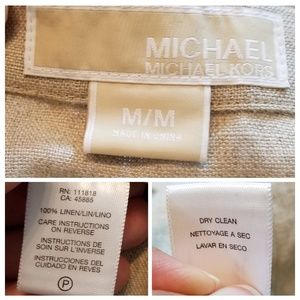 MICHAEL
MICHAEL KORS
M/M
MADE IN CHINA
RN: 111818
CA: 45885
100% LINEN/LIN/LINO
CARE INSTRUCTIONS
ON REVERSE
INSTRUCTIONS DE
SOIN SUR L'INVERSE
INSTRUCCIONES DEL
CUIDADO EN REVES
P
DRY CLEAN
NETTOYAGE A SEC
LAVAR EN SECO